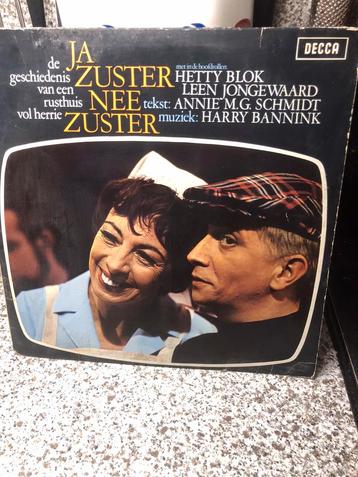 DECCA
de
geschiedenis
van een
rusthuis
vol herrie
JA
ZUSTER
NEE
ZUSTER
met in de hoofdrollen:
HETTY BLOK
LEEN JONGEWAARD
tekst: ANNIE M.G. SCHMIDT
muziek: HARRY BANNINK